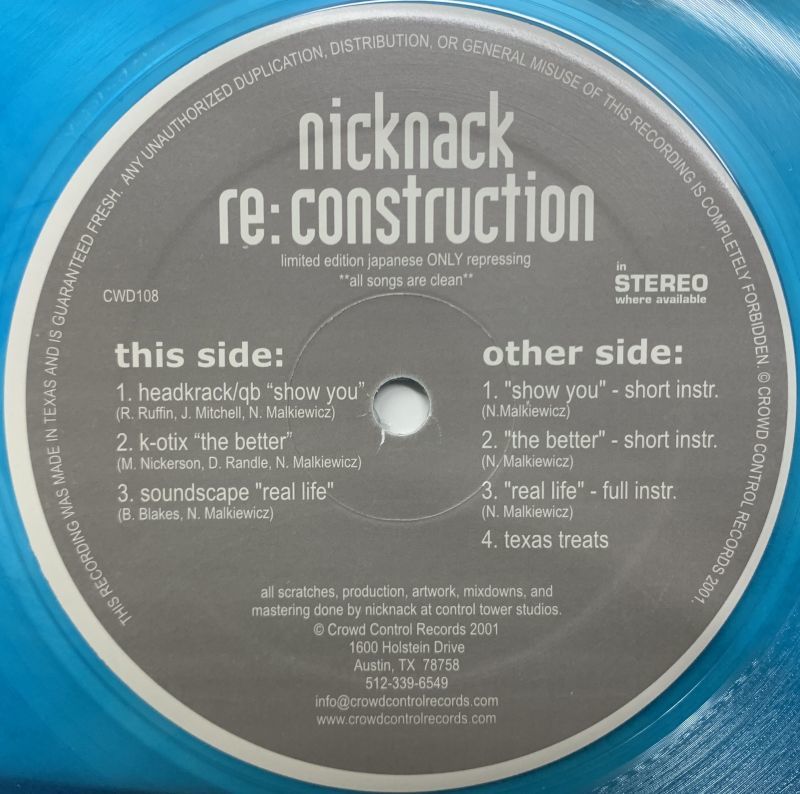 THIS RECORDING WAS MADE IN TEXAS AND IS GUARANTEED FRESH. ANY UNAUTHORIZED DUPLICATION, DISTRIBUTION, OR GENERAL MISUSE OF THIS RECORDING IS COMPLETELY FORBIDDEN. © CROWD CONTROL RECORDS 2001.
nicknack
re:construction
limited edition japanese ONLY repressing
**all songs are clean**
CWD108
in
STEREO
where available
this side:
1. headkrack/qb “show you”
(R. Ruffin, J. Mitchell, N. Malkiewicz)
2. k-otix “the better”
(M. Nickerson, D. Randle, N. Malkiewicz)
3. soundscape "real life"
(B. Blakes, N. Malkiewicz)
other side:
1. "show you" - short instr.
(N.Malkiewicz)
2. "the better" - short instr.
(N. Malkiewicz)
3. "real life" - full instr.
(N. Malkiewicz)
4. texas treats
all scratches, production, artwork, mixdowns, and
mastering done by nicknack at control tower studios.
© Crowd Control Records 2001
1600 Holstein Drive
Austin, TX 78758
512-339-6549
info@crowdcontrolrecords.com
www.crowdcontrolrecords.com